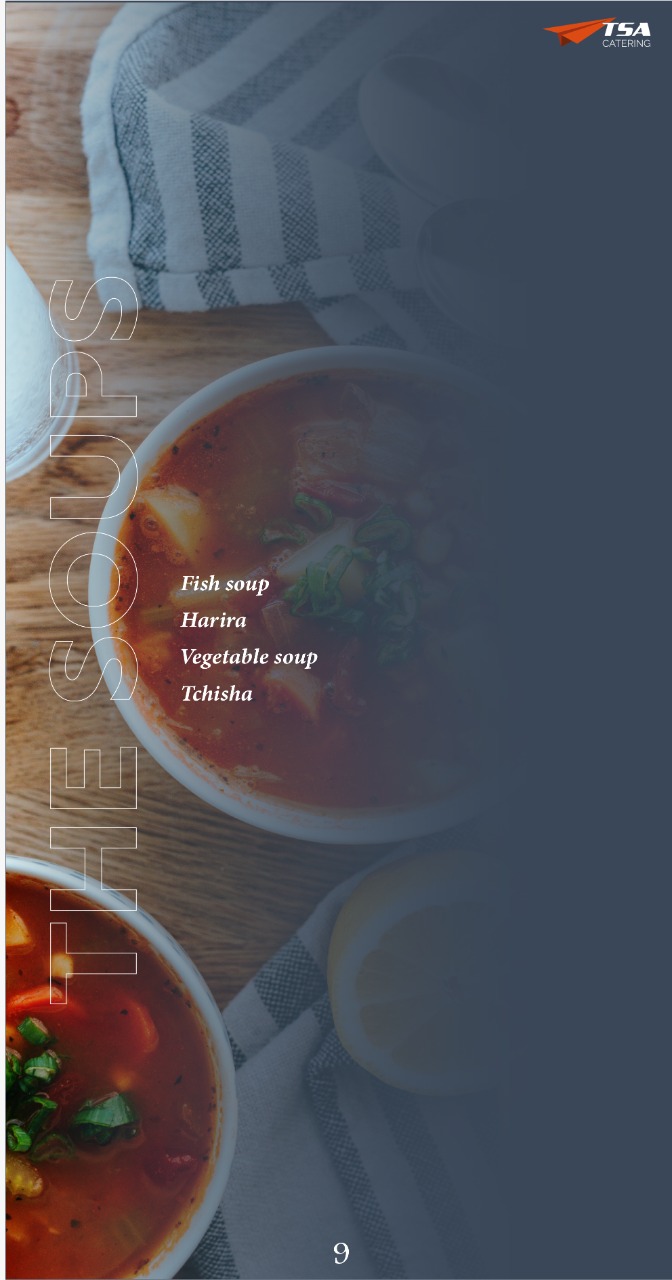 TSA
CATERING
THE SOUPS
Fish soup
Harira
Vegetable soup
Tchisha
9